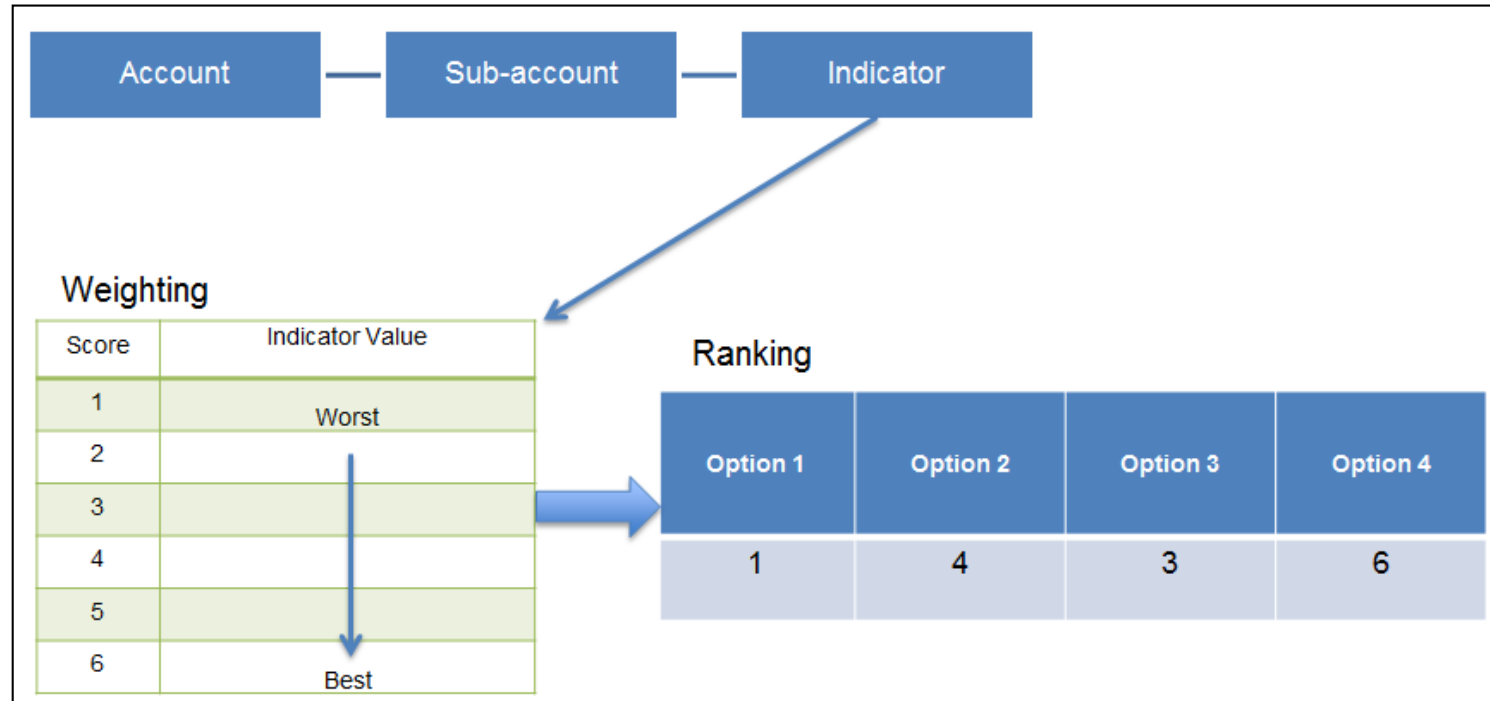 Account Sub-account Indicator
Weighting
Score Indicator Value
1 Worst
2
3
4
5
6 Best
Ranking
Option 1 Option 2 Option 3 Option 4
1 4 3 6